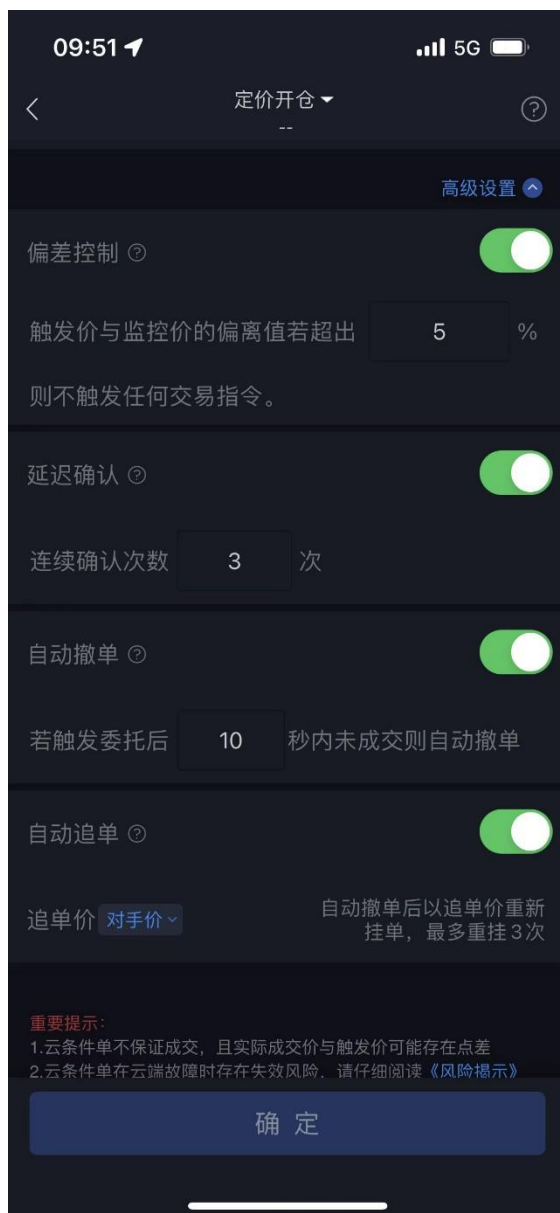 09:51
5G
定价开仓
--
高级设置
偏差控制
触发价与监控价的偏离值若超出 5 %
则不触发任何交易指令。
延迟确认
连续确认次数 3 次
自动撤单
若触发委托后 10 秒内未成交则自动撤单
自动追单
追单价 对手价
自动撤单后以追单价重新
挂单，最多重挂3次
重要提示：
1.云条件单不保证成交，且实际成交价与触发价可能存在点差
2.云条件单在云端故障时存在失效风险，请仔细阅读《风险揭示》
确 定